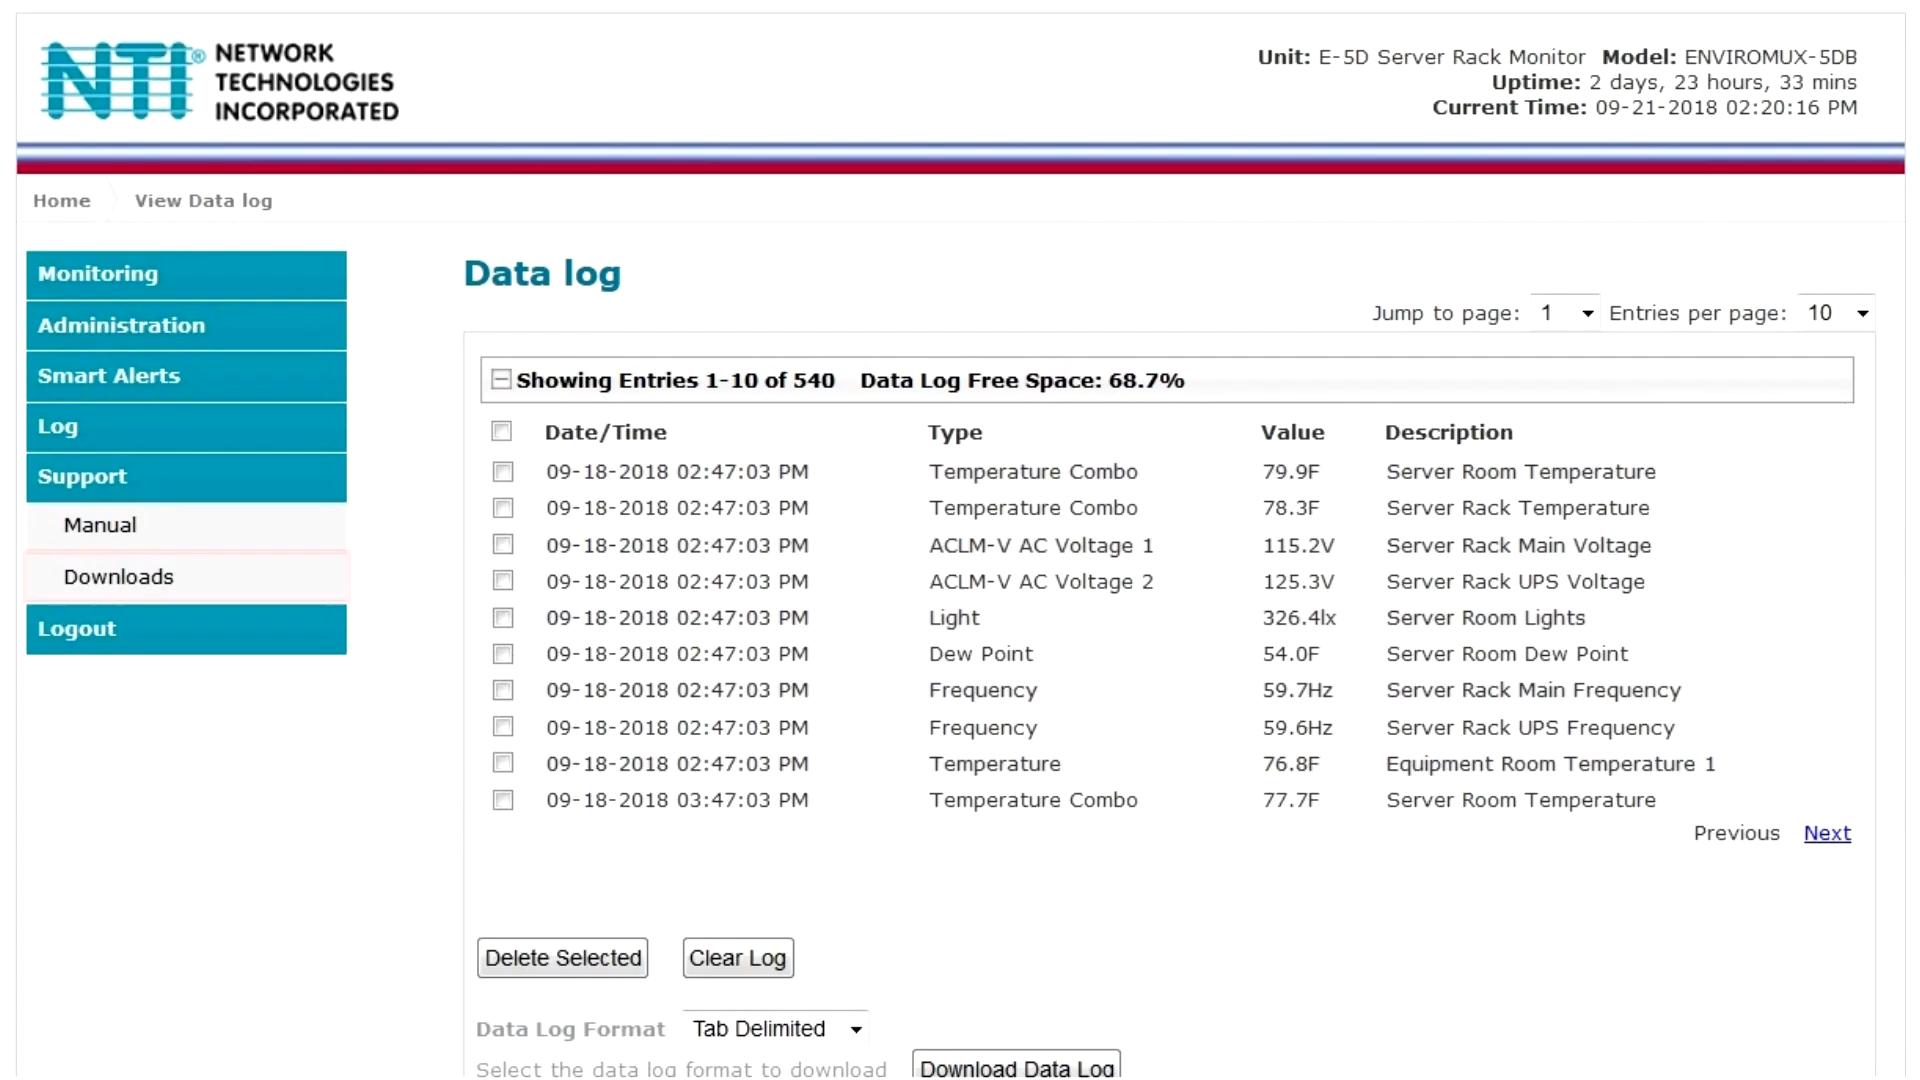 NTI® NETWORK
TECHNOLOGIES
INCORPORATED
Unit: E-5D Server Rack Monitor Model: ENVIROMUX-5DB
Uptime: 2 days, 23 hours, 33 mins
Current Time: 09-21-2018 02:20:16 PM
Home View Data log
Monitoring
Administration
Smart Alerts
Log
Support
Manual
Downloads
Logout
Data log
Jump to page: 1 Entries per page: 10
Showing Entries 1-10 of 540 Data Log Free Space: 68.7%
Date/Time Type Value Description
09-18-2018 02:47:03 PM Temperature Combo 79.9F Server Room Temperature
09-18-2018 02:47:03 PM Temperature Combo 78.3F Server Rack Temperature
09-18-2018 02:47:03 PM ACLM-V AC Voltage 1 115.2V Server Rack Main Voltage
09-18-2018 02:47:03 PM ACLM-V AC Voltage 2 125.3V Server Rack UPS Voltage
09-18-2018 02:47:03 PM Light 326.4lx Server Room Lights
09-18-2018 02:47:03 PM Dew Point 54.0F Server Room Dew Point
09-18-2018 02:47:03 PM Frequency 59.7Hz Server Rack Main Frequency
09-18-2018 02:47:03 PM Frequency 59.6Hz Server Rack UPS Frequency
09-18-2018 02:47:03 PM Temperature 76.8F Equipment Room Temperature 1
09-18-2018 03:47:03 PM Temperature Combo 77.7F Server Room Temperature
Previous Next
Delete Selected Clear Log
Data Log Format Tab Delimited
Select the data log format to download Download Data Log